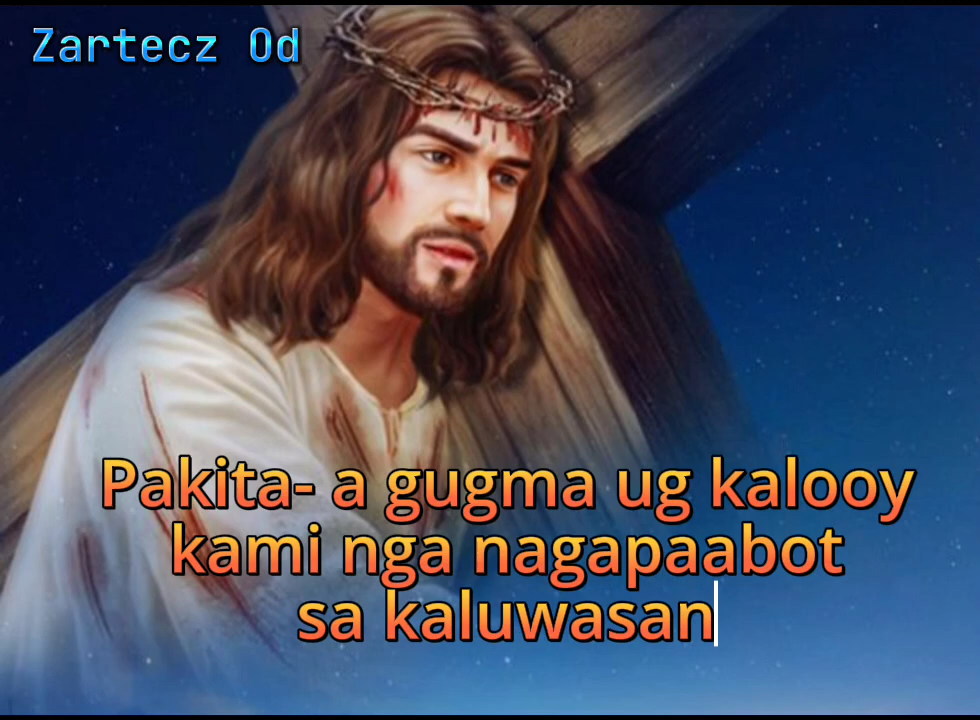 Zartecz Od
Pakita- a gugma ug kalooy
kami nga nagapaabot
sa kaluwasan